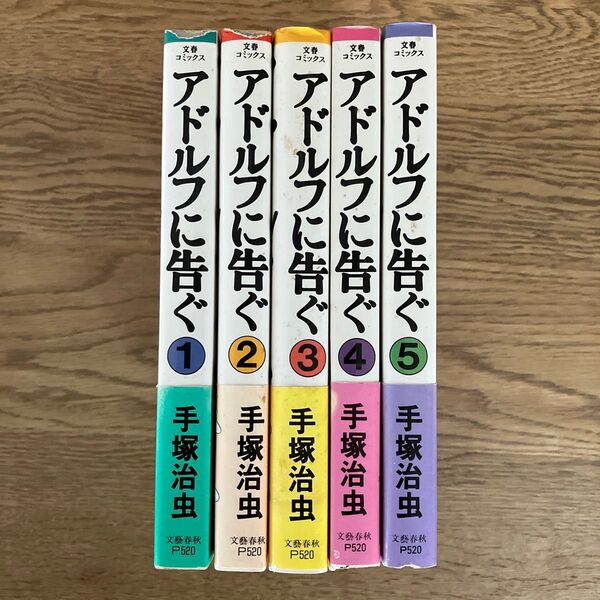 文春
コミックス
アドルフに告ぐ
1
手塚治虫
文藝春秋
P520
文春
コミックス
アドルフに告ぐ
2
手塚治虫
文藝春秋
P520
文春
コミックス
アドルフに告ぐ
3
手塚治虫
文藝春秋
P520
文春
コミックス
アドルフに告ぐ
4
手塚治虫
文藝春秋
P520
文春
コミックス
アドルフに告ぐ
5
手塚治虫
文藝春秋
P520